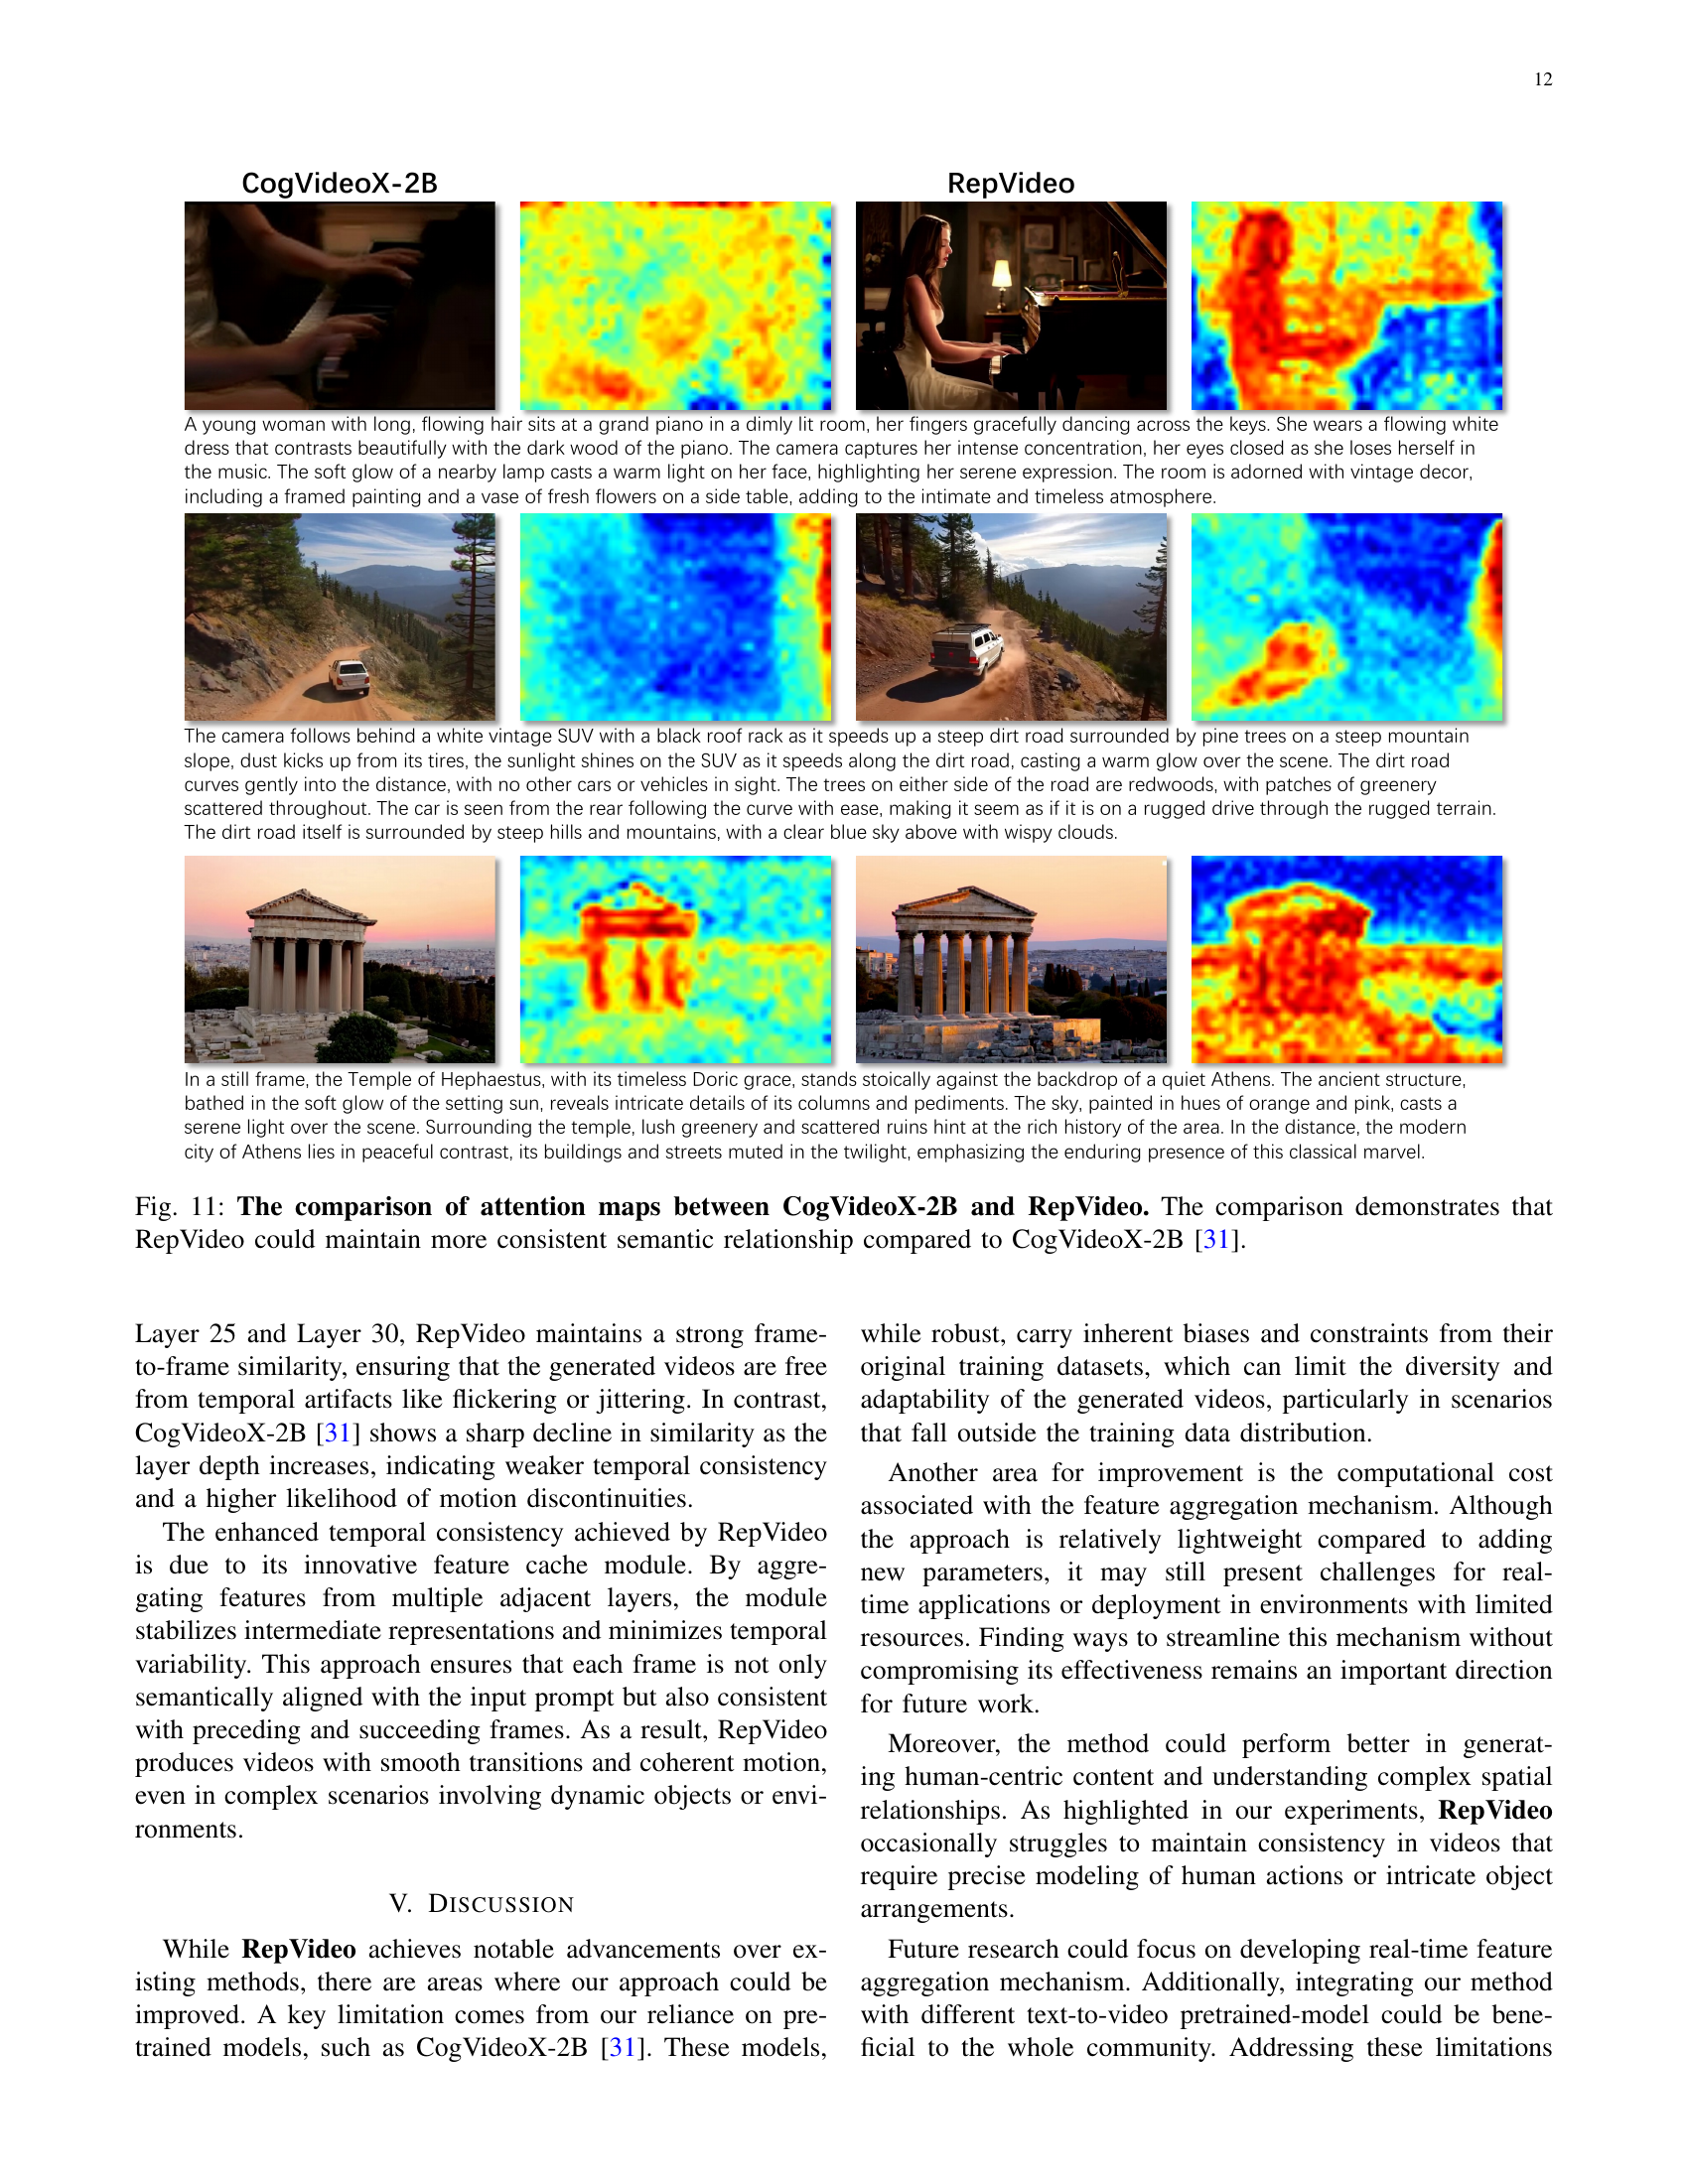 12
CogVideoX-2B
RepVideo
A young woman with long, flowing hair sits at a grand piano in a dimly lit room, her fingers gracefully dancing across the keys. She wears a flowing white
dress that contrasts beautifully with the dark wood of the piano. The camera captures her intense concentration, her eyes closed as she loses herself in
the music. The soft glow of a nearby lamp casts a warm light on her face, highlighting her serene expression. The room is adorned with vintage decor,
including a framed painting and a vase of fresh flowers on a side table, adding to the intimate and timeless atmosphere.
The camera follows behind a white vintage SUV with a black roof rack as it speeds up a steep dirt road surrounded by pine trees on a steep mountain
slope, dust kicks up from its tires, the sunlight shines on the SUV as it speeds along the dirt road, casting a warm glow over the scene. The dirt road
curves gently into the distance, with no other cars or vehicles in sight. The trees on either side of the road are redwoods, with patches of greenery
scattered throughout. The car is seen from the rear following the curve with ease, making it seem as if it is on a rugged drive through the rugged terrain.
The dirt road itself is surrounded by steep hills and mountains, with a clear blue sky above with wispy clouds.
In a still frame, the Temple of Hephaestus, with its timeless Doric grace, stands stoically against the backdrop of a quiet Athens. The ancient structure,
bathed in the soft glow of the setting sun, reveals intricate details of its columns and pediments. The sky, painted in hues of orange and pink, casts a
serene light over the scene. Surrounding the temple, lush greenery and scattered ruins hint at the rich history of the area. In the distance, the modern
city of Athens lies in peaceful contrast, its buildings and streets muted in the twilight, emphasizing the enduring presence of this classical marvel.
Fig. 11: The comparison of attention maps between CogVideoX-2B and RepVideo. The comparison demonstrates that
RepVideo could maintain more consistent semantic relationship compared to CogVideoX-2B [31].
Layer 25 and Layer 30, RepVideo maintains a strong frame-
to-frame similarity, ensuring that the generated videos are free
from temporal artifacts like flickering or jittering. In contrast,
CogVideoX-2B [31] shows a sharp decline in similarity as the
layer depth increases, indicating weaker temporal consistency
and a higher likelihood of motion discontinuities.
The enhanced temporal consistency achieved by RepVideo
is due to its innovative feature cache module. By aggre-
gating features from multiple adjacent layers, the module
stabilizes intermediate representations and minimizes temporal
variability. This approach ensures that each frame is not only
semantically aligned with the input prompt but also consistent
with preceding and succeeding frames. As a result, RepVideo
produces videos with smooth transitions and coherent motion,
even in complex scenarios involving dynamic objects or envi-
ronments.
V. DISCUSSION
While RepVideo achieves notable advancements over ex-
isting methods, there are areas where our approach could be
improved. A key limitation comes from our reliance on pre-
trained models, such as CogVideoX-2B [31]. These models,
while robust, carry inherent biases and constraints from their
original training datasets, which can limit the diversity and
adaptability of the generated videos, particularly in scenarios
that fall outside the training data distribution.
Another area for improvement is the computational cost
associated with the feature aggregation mechanism. Although
the approach is relatively lightweight compared to adding
new parameters, it may still present challenges for real-
time applications or deployment in environments with limited
resources. Finding ways to streamline this mechanism without
compromising its effectiveness remains an important direction
for future work.
Moreover, the method could perform better in generat-
ing human-centric content and understanding complex spatial
relationships. As highlighted in our experiments, RepVideo
occasionally struggles to maintain consistency in videos that
require precise modeling of human actions or intricate object
arrangements.
Future research could focus on developing real-time feature
aggregation mechanism. Additionally, integrating our method
with different text-to-video pretrained-model could be bene-
ficial to the whole community. Addressing these limitations